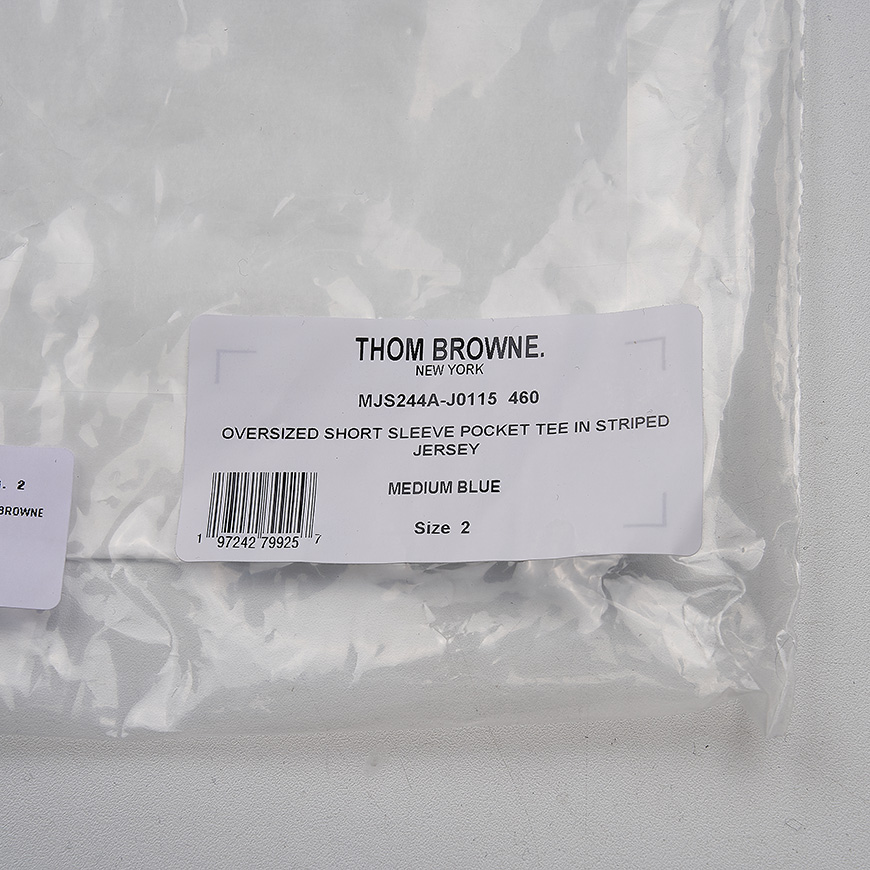 THOM BROWNE.
NEW YORK
MJS244A-J0115 460
OVERSIZED SHORT SLEEVE POCKET TEE IN STRIPED
JERSEY
MEDIUM BLUE
Size 2
1 97242 79925 7
. 2
BROWNE